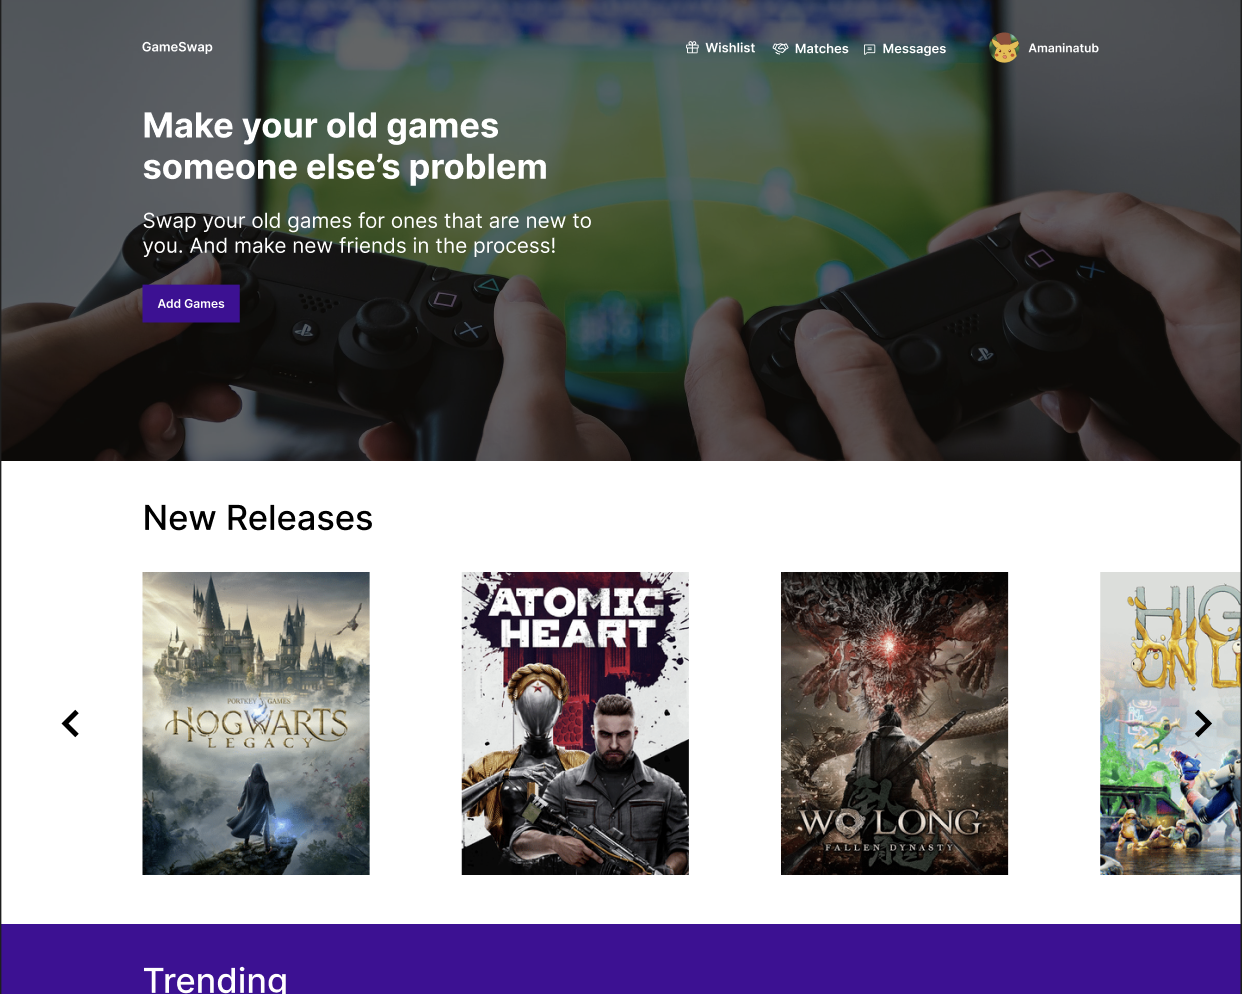 GameSwap
Wishlist
Matches
Messages
Amaninatub
Make your old games
someone else’s problem
Swap your old games for ones that are new to
you. And make new friends in the process!
Add Games
New Releases
PORTKEY GAMES
HOGWARTS
LEGACY
ATOMIC
HEART
WO LONG
FALLEN DYNASTY
HIG
ON L
Trending